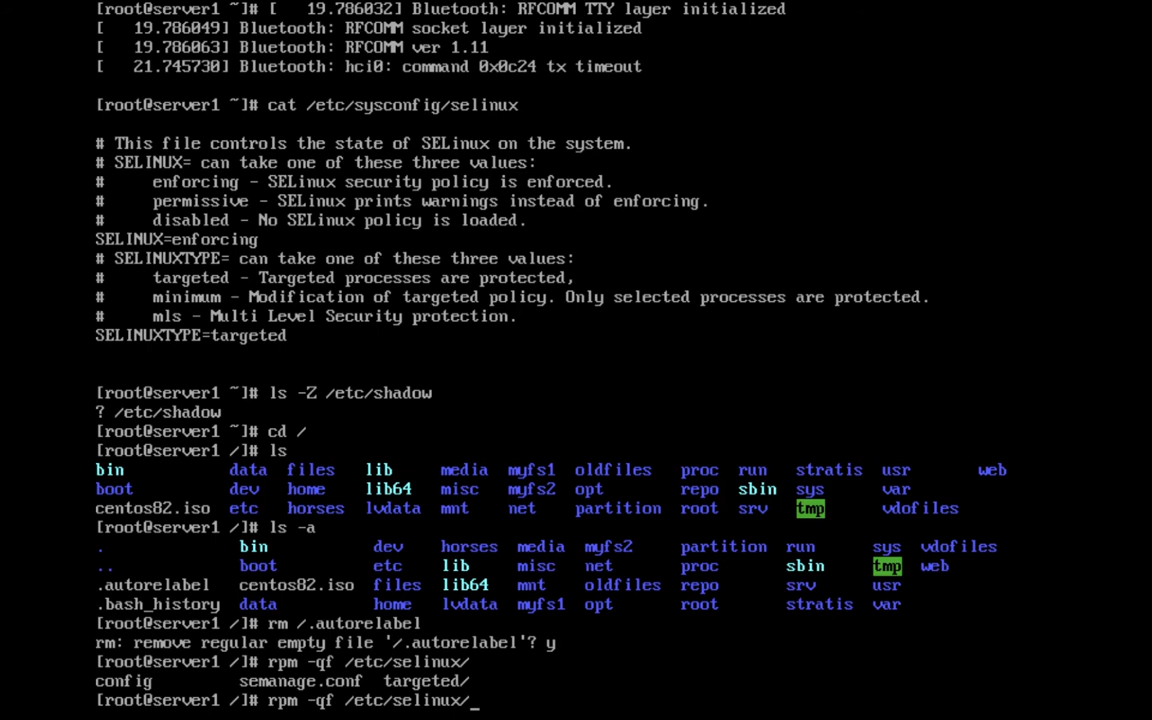 [root@server1 ~]# [   19.786032] Bluetooth: RFCOMM TTY layer initialized
[   19.786049] Bluetooth: RFCOMM socket layer initialized
[   19.786063] Bluetooth: RFCOMM ver 1.11
[   21.745730] Bluetooth: hci0: command 0x0c24 tx timeout
[root@server1 ~]# cat /etc/sysconfig/selinux
# This file controls the state of SELinux on the system.
# SELINUX= can take one of these three values:
#     enforcing - SELinux security policy is enforced.
#     permissive - SELinux prints warnings instead of enforcing.
#     disabled - No SELinux policy is loaded.
SELINUX=enforcing
# SELINUXTYPE= can take one of these three values:
#     targeted - Targeted processes are protected,
#     minimum - Modification of targeted policy. Only selected processes are protected.
#     mls - Multi Level Security protection.
SELINUXTYPE=targeted
[root@server1 ~]# ls -Z /etc/shadow
? /etc/shadow
[root@server1 ~]# cd /
[root@server1 /]# ls
bin           data  files   lib     media  myfs1  oldfiles   proc  run   stratis  usr       web
boot          dev   home    lib64   misc   myfs2  opt        repo  sbin  sys      var
centos82.iso  etc   horses  lvdata  mnt    net    partition  root  srv   tmp      vdofiles
[root@server1 /]# ls -a
.              bin           dev    horses  media  myfs2     partition  run      sys  vdofiles
..             boot          etc    lib     misc   net       proc       sbin     tmp  web
.autorelabel   centos82.iso  files  lib64   mnt    oldfiles  repo       srv      usr
.bash_history  data          home   lvdata  myfs1  opt       root       stratis  var
[root@server1 /]# rm /.autorelabel
rm: remove regular empty file '/.autorelabel'? y
[root@server1 /]# rpm -qf /etc/selinux/
config         semanage.conf  targeted/
[root@server1 /]# rpm -qf /etc/selinux/_